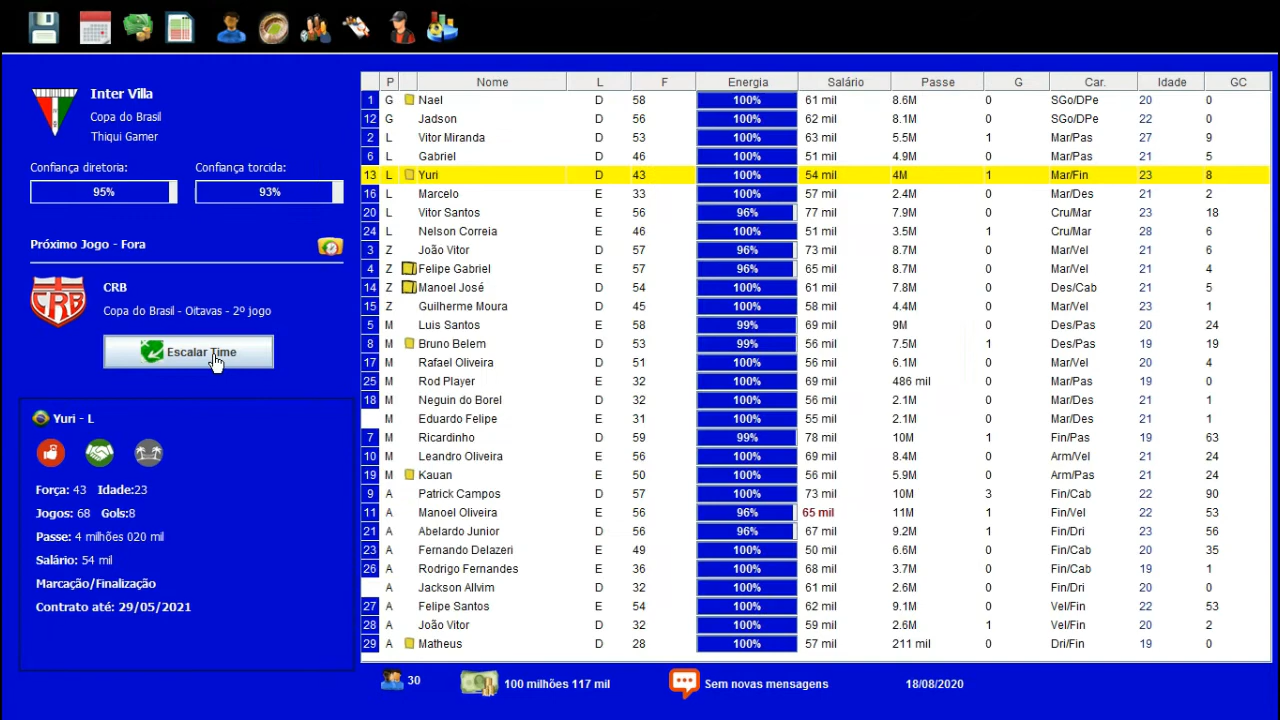 Inter Villa
Copa do Brasil
Thiqui Gamer
Confiança diretoria: Confiança torcida:
95% 93%
Próximo Jogo - Fora
CRB
CRB
Copa do Brasil - Oitavas - 2º jogo
Escalar Time
Yuri - L
Força: 43 Idade:23
Jogos: 68 Gols:8
Passe: 4 milhões 020 mil
Salário: 54 mil
Marcação/Finalização
Contrato até: 29/05/2021
P Nome L F Energia Salário Passe G Car. Idade GC
1 G Nael D 58 100% 61 mil 8.6M 0 SGo/DPe 20 0
12 G Jadson D 56 100% 62 mil 8.1M 0 SGo/DPe 22 0
2 L Vitor Miranda D 53 100% 63 mil 5.5M 1 Mar/Pas 27 9
6 L Gabriel D 46 100% 51 mil 4.9M 0 Mar/Pas 21 5
13 L Yuri D 43 100% 54 mil 4M 1 Mar/Fin 23 8
16 L Marcelo E 33 100% 57 mil 2.4M 0 Mar/Des 21 2
20 L Vitor Santos E 56 96% 77 mil 7.9M 0 Cru/Mar 23 18
24 L Nelson Correia E 46 100% 51 mil 3.5M 1 Cru/Mar 28 6
3 Z João Vitor D 57 96% 73 mil 8.7M 0 Mar/Vel 21 6
4 Z Felipe Gabriel E 57 96% 65 mil 8.7M 0 Mar/Vel 21 4
14 Z Manoel José D 54 100% 61 mil 7.8M 0 Des/Cab 21 5
15 Z Guilherme Moura D 45 100% 58 mil 4.4M 0 Mar/Vel 23 1
5 M Luis Santos E 58 99% 69 mil 9M 0 Des/Pas 20 24
8 M Bruno Belem D 53 99% 56 mil 7.5M 1 Des/Pas 19 19
17 M Rafael Oliveira D 51 100% 56 mil 6.1M 0 Mar/Vel 20 4
25 M Rod Player E 32 100% 69 mil 486 mil 0 Mar/Pas 19 0
18 M Neguin do Borel D 32 100% 56 mil 2.1M 0 Mar/Des 21 1
M Eduardo Felipe E 31 100% 55 mil 2.1M 0 Mar/Des 21 1
7 M Ricardinho D 59 99% 78 mil 10M 1 Fin/Pas 19 63
10 M Leandro Oliveira E 56 100% 69 mil 8.4M 0 Arm/Vel 21 24
19 M Kauan E 50 100% 56 mil 5.9M 0 Arm/Pas 21 24
9 A Patrick Campos D 57 100% 73 mil 10M 3 Fin/Cab 22 90
11 A Manoel Oliveira E 56 96% 65 mil 11M 1 Fin/Vel 22 53
21 A Abelardo Junior D 56 96% 67 mil 9.2M 1 Fin/Dri 23 56
23 A Fernando Delazeri E 49 100% 50 mil 6.6M 0 Fin/Cab 20 35
26 A Rodrigo Fernandes E 36 100% 68 mil 3.7M 0 Fin/Cab 19 1
A Jackson Allvim D 32 100% 61 mil 2.6M 0 Fin/Dri 20 0
27 A Felipe Santos E 54 100% 62 mil 9.1M 0 Vel/Fin 22 53
28 A João Vitor D 32 100% 59 mil 2.6M 1 Vel/Fin 20 2
29 A Matheus D 28 100% 57 mil 211 mil 0 Dri/Fin 19 0
30 100 milhões 117 mil Sem novas mensagens 18/08/2020